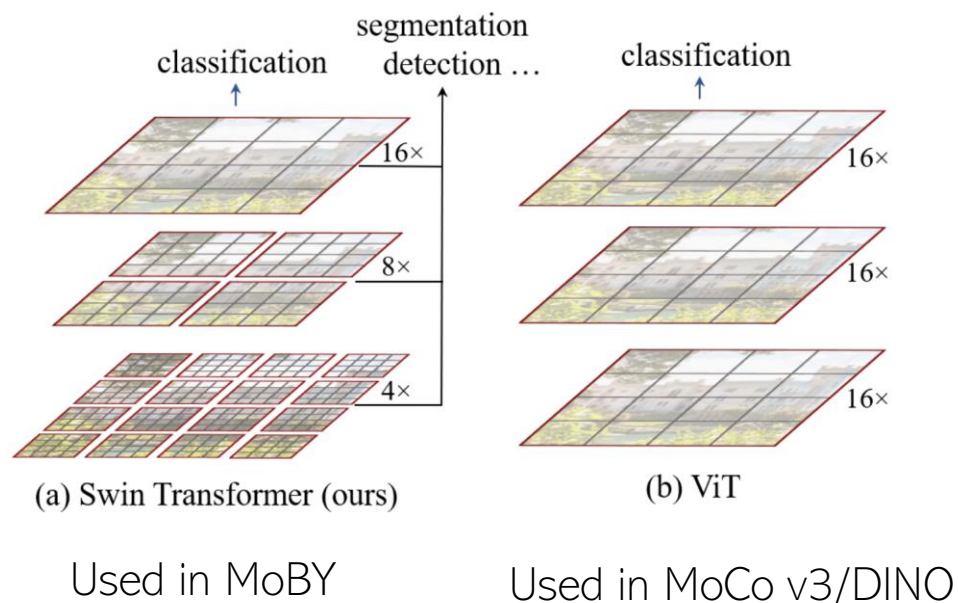 classification
segmentation
detection ...
16×
8×
4×
(a) Swin Transformer (ours)
Used in MoBY
classification
16×
16×
16×
(b) ViT
Used in MoCo v3/DINO